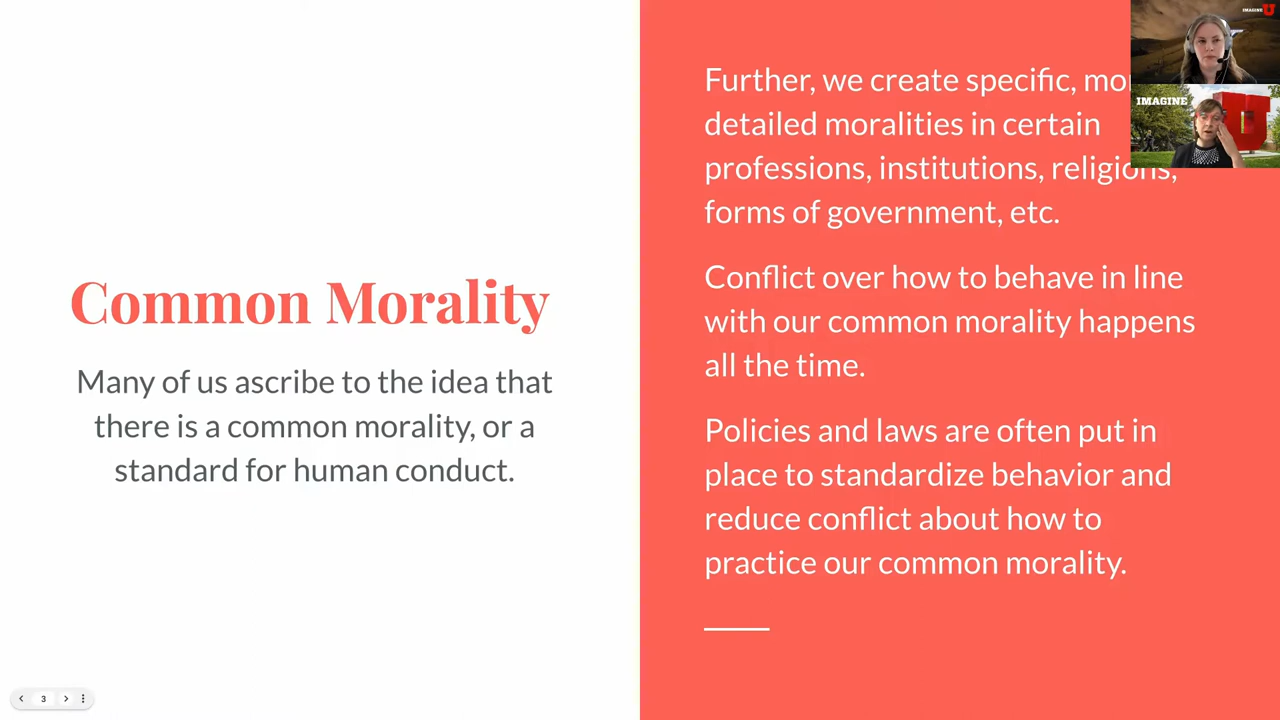 Common Morality
Many of us ascribe to the idea that
there is a common morality, or a
standard for human conduct.
Further, we create specific,
detailed moralities in certain
professions, institutions, religions,
forms of government, etc.
Conflict over how to behave in line
with our common morality happens
all the time.
Policies and laws are often put in
place to standardize behavior and
reduce conflict about how to
practice our common morality.
IMAGINE U
IMAGINE
3